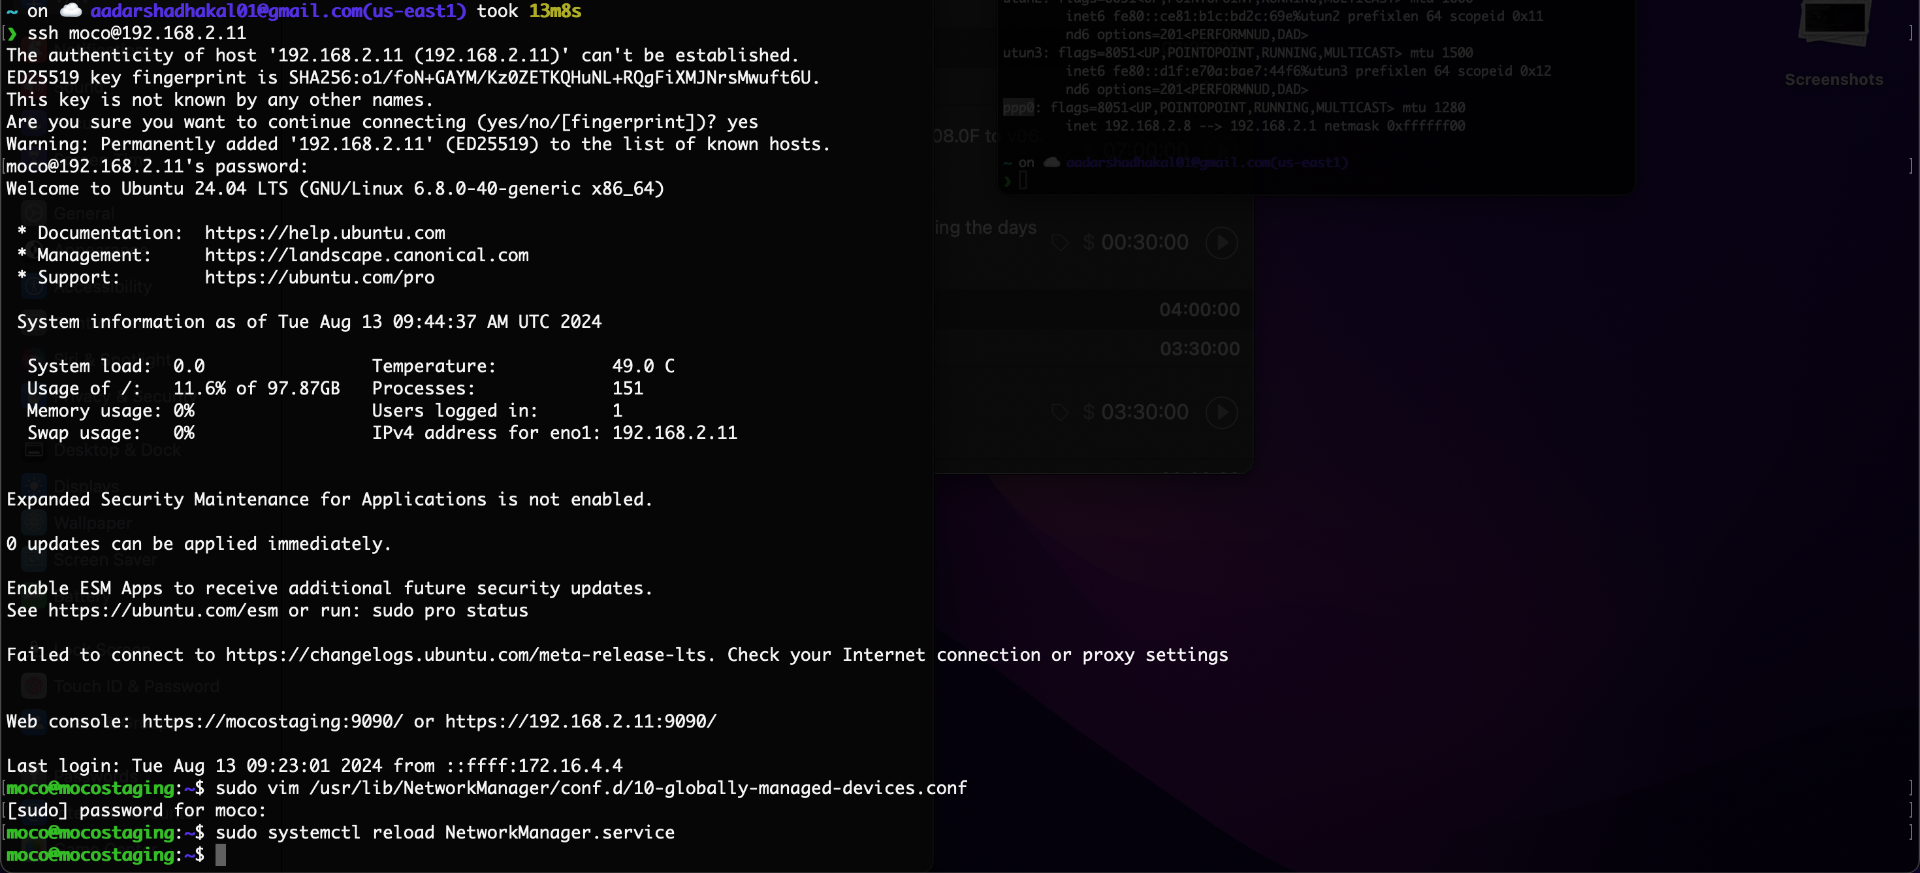 ~ on ☁️ aadarshadhakal01@gmail.com(us-east1) took 13m8s
❯ ssh moco@192.168.2.11
The authenticity of host '192.168.2.11 (192.168.2.11)' can't be established.
ED25519 key fingerprint is SHA256:o1/foN+GAYM/Kz0ZETKQHuNL+RQgFiXMJNrsMwuft6U.
This key is not known by any other names.
Are you sure you want to continue connecting (yes/no/[fingerprint])? yes
Warning: Permanently added '192.168.2.11' (ED25519) to the list of known hosts.
moco@192.168.2.11's password:
Welcome to Ubuntu 24.04 LTS (GNU/Linux 6.8.0-40-generic x86_64)
* Documentation: https://help.ubuntu.com
* Management: https://landscape.canonical.com
* Support: https://ubuntu.com/pro
System information as of Tue Aug 13 09:44:37 AM UTC 2024
System load: 0.0 Temperature: 49.0 C
Usage of /: 11.6% of 97.87GB Processes: 151
Memory usage: 0% Users logged in: 1
Swap usage: 0% IPv4 address for eno1: 192.168.2.11
Expanded Security Maintenance for Applications is not enabled.
0 updates can be applied immediately.
Enable ESM Apps to receive additional future security updates.
See https://ubuntu.com/esm or run: sudo pro status
Failed to connect to https://changelogs.ubuntu.com/meta-release-lts. Check your Internet connection or proxy settings
Web console: https://mocostaging:9090/ or https://192.168.2.11:9090/
Last login: Tue Aug 13 09:23:01 2024 from ::ffff:172.16.4.4
moco@mocostaging:~$ sudo vim /usr/lib/NetworkManager/conf.d/10-globally-managed-devices.conf
[sudo] password for moco:
moco@mocostaging:~$ sudo systemctl reload NetworkManager.service
moco@mocostaging:~$
General
Desktop & Dock
Displays
Wallpaper
Screen Saver
Touch ID & Password
inet6 fe80::ce81:b1c:bd2c:69e%utun2 prefixlen 64 scopeid 0x11
nd6 options=201<PERFORMNUD,DAD>
utun3: flags=8051<UP,POINTOPOINT,RUNNING,MULTICAST> mtu 1500
inet6 fe80::d1f:e70a:bae7:44f6%utun3 prefixlen 64 scopeid 0x12
nd6 options=201<PERFORMNUD,DAD>
ppp0: flags=8051<UP,POINTOPOINT,RUNNING,MULTICAST> mtu 1280
inet 192.168.2.8 --> 192.168.2.1 netmask 0xffffff00
~ on ☁️ aadarshadhakal01@gmail.com(us-east1)
❯
08.0F to v06
ing the days
$ 00:30:00
04:00:00
03:30:00
$ 03:30:00
Screenshots